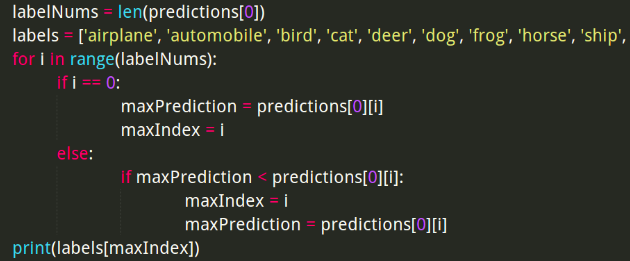 labelNums = len(predictions[0])
labels = ['airplane', 'automobile', 'bird', 'cat', 'deer', 'dog', 'frog', 'horse', 'ship',
for i in range(labelNums):
if i == 0:
maxPrediction = predictions[0][i]
maxIndex = i
else:
if maxPrediction < predictions[0][i]:
maxIndex = i
maxPrediction = predictions[0][i]
print(labels[maxIndex])